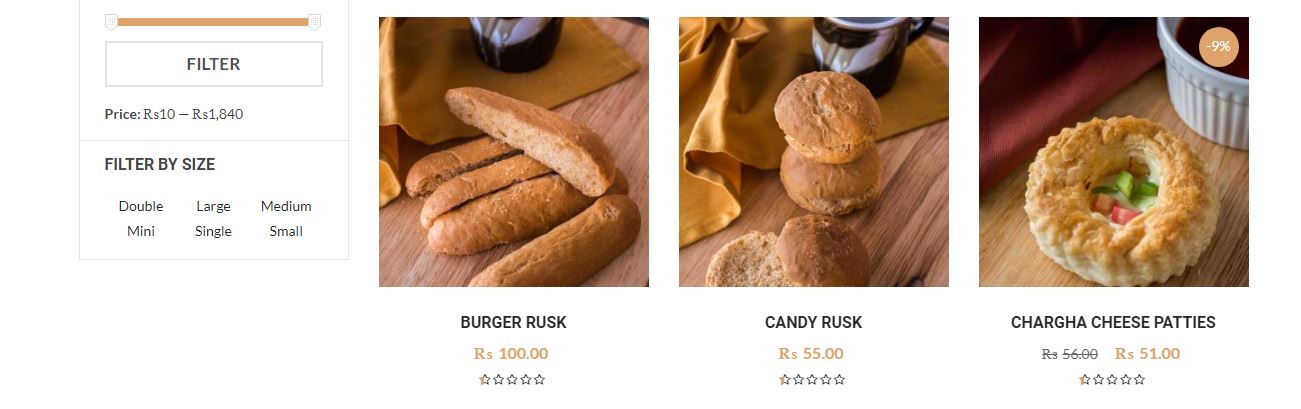 FILTER
Price: Rs10 — Rs1,840
FILTER BY SIZE
Double Large Medium
Mini Single Small
-9%
BURGER RUSK
Rs 100.00
CANDY RUSK
Rs 55.00
CHARGHA CHEESE PATTIES
Rs 56.00 Rs 51.00